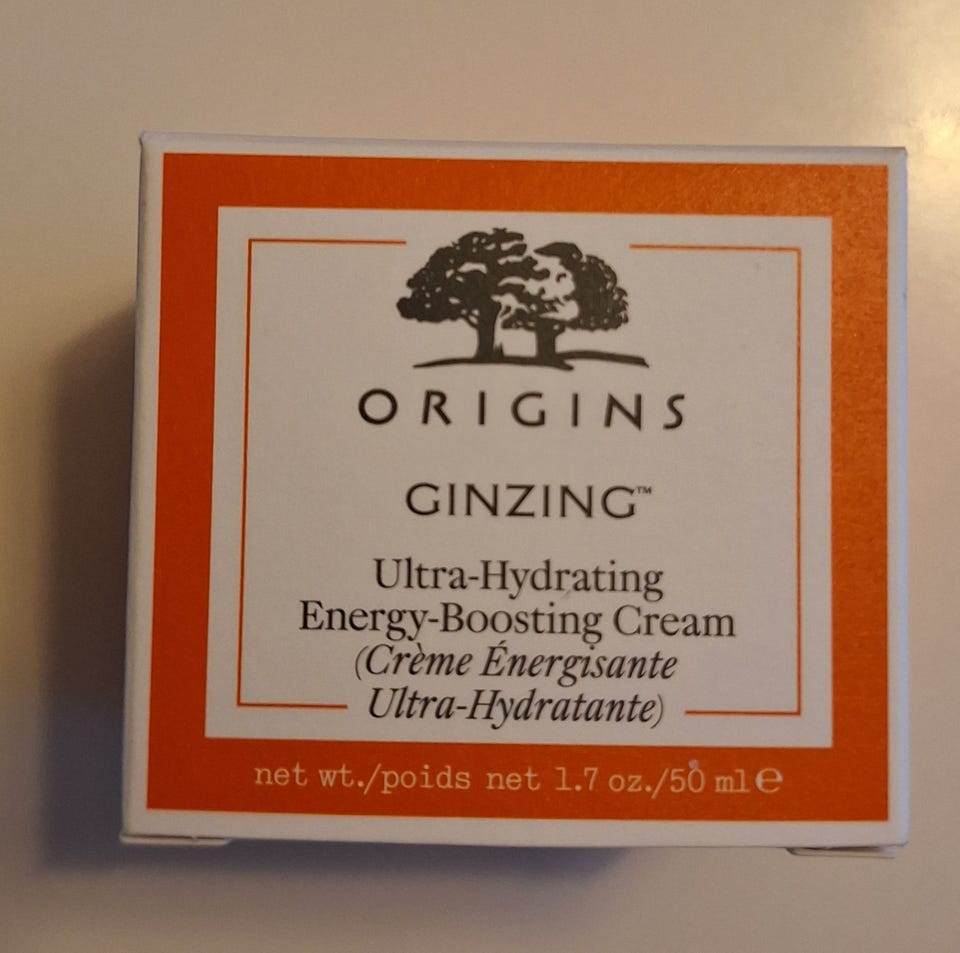 ORIGINS
GINZING™
Ultra-Hydrating
Energy-Boosting Cream
(Crème Énergisante
Ultra-Hydratante)
net wt./poids net 1.7 oz./50 ml ℮